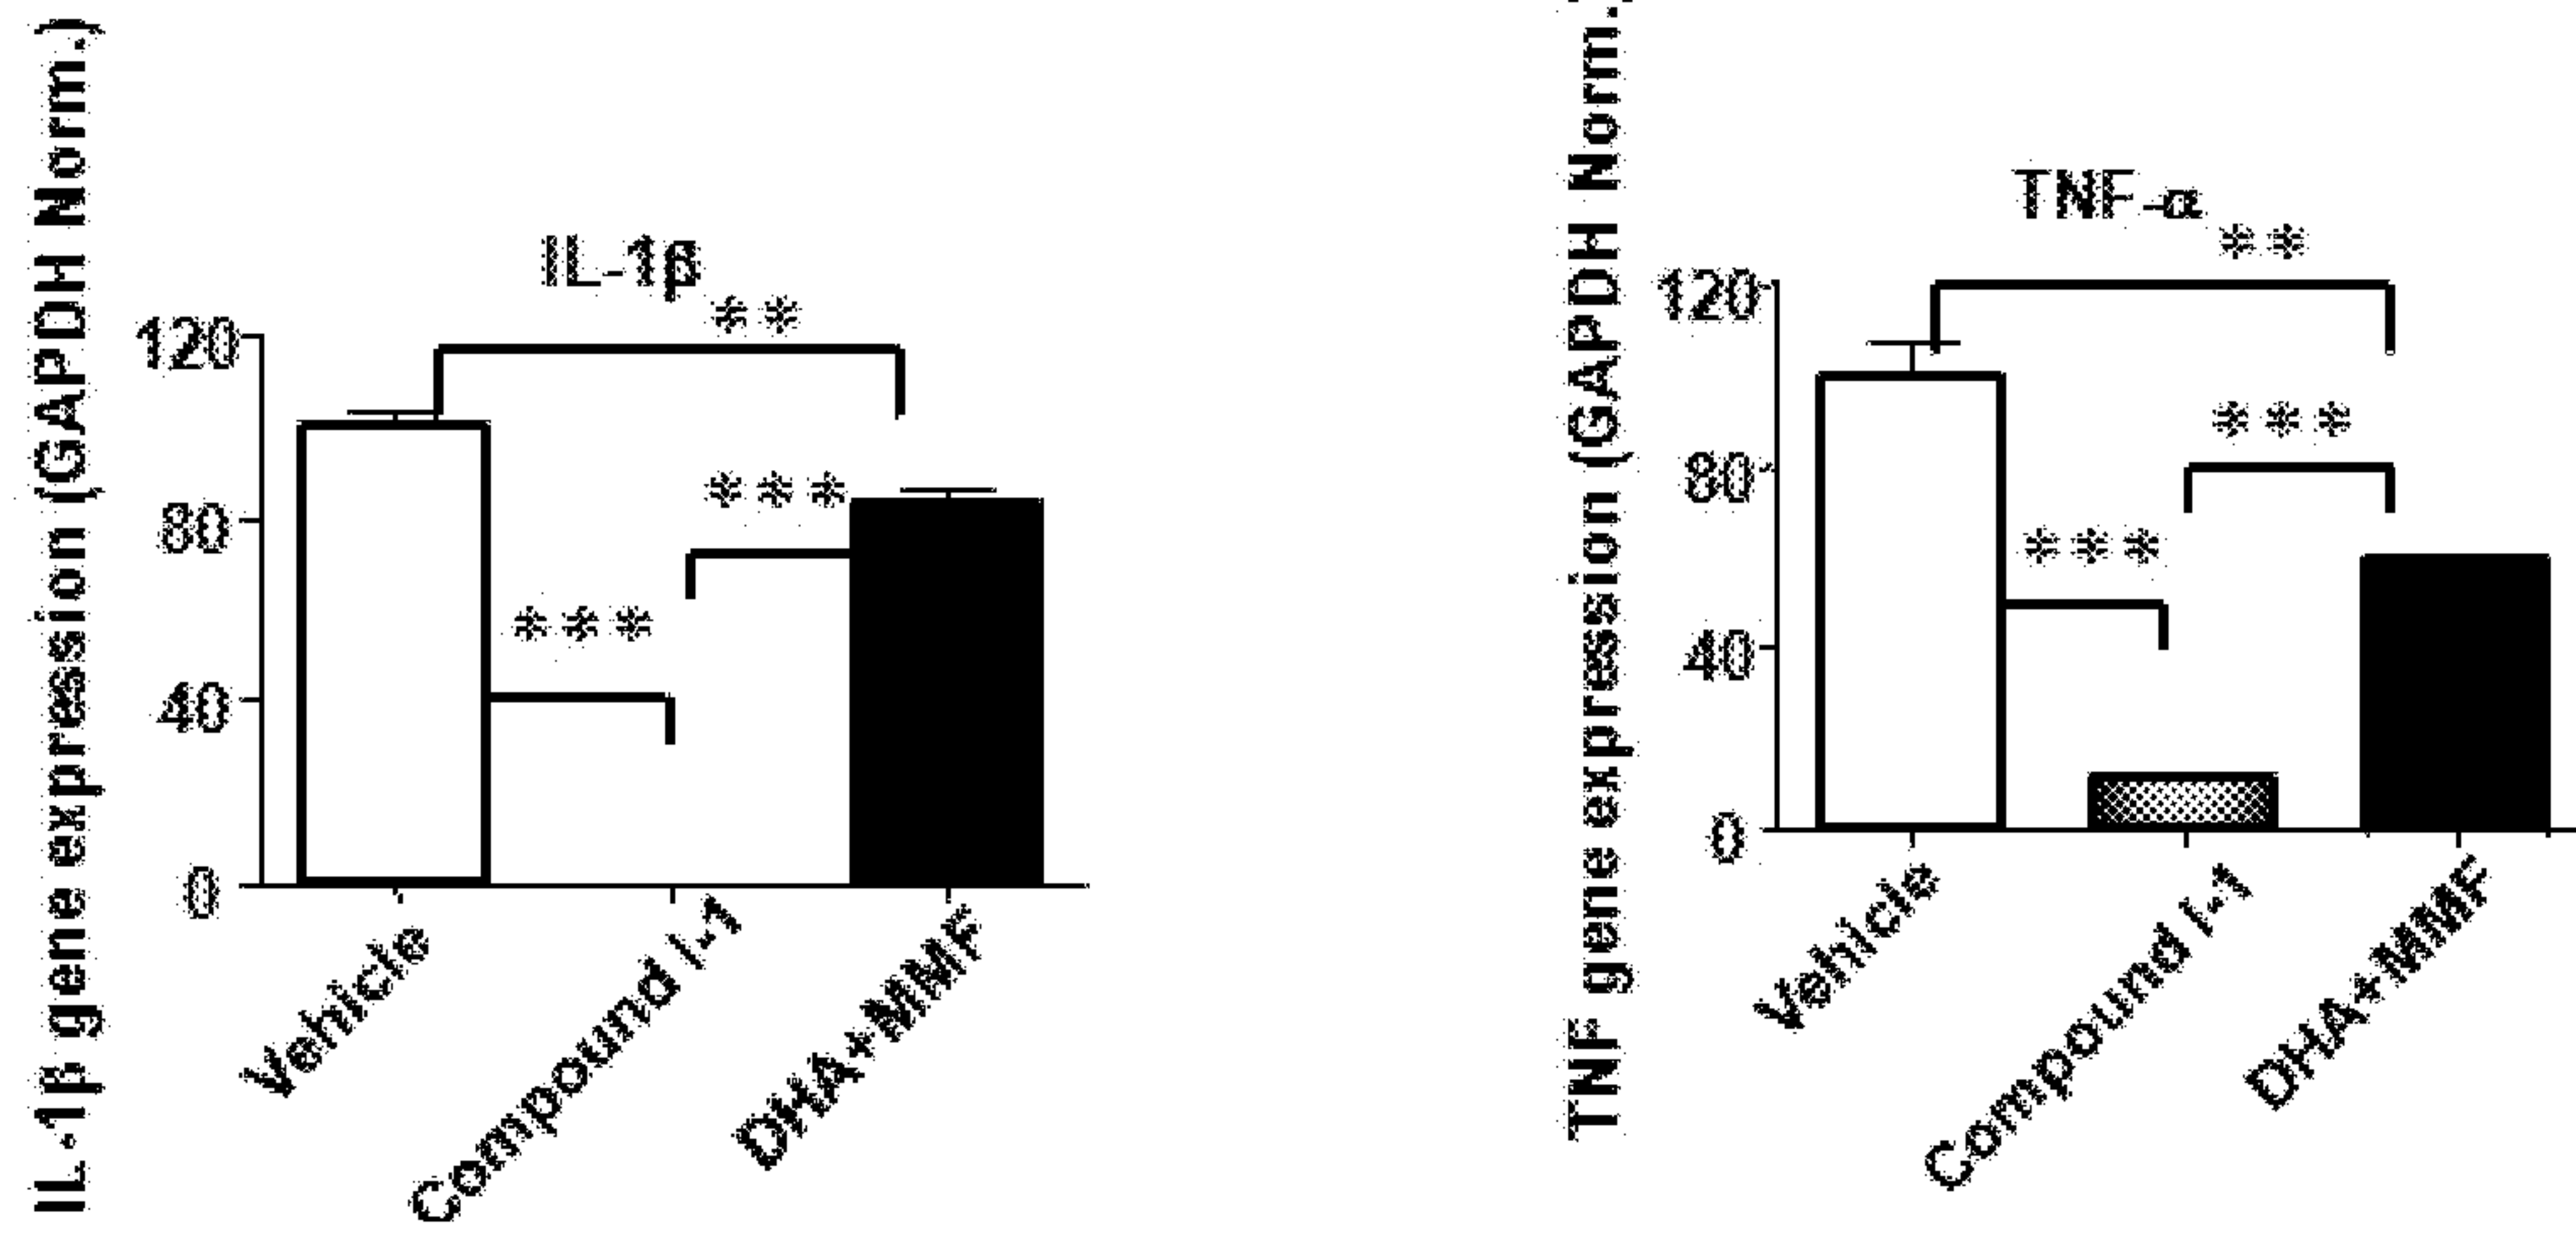 IL-1β gene expression (GAPDH Norm.)
IL-1β
**
120
***
80
***
40
0
Vehicle
Compound I-1
DHA+MMF
TNF gene expression (GAPDH Norm.)
TNF-α
**
120
***
80
***
40
0
Vehicle
Compound I-1
DHA+MMF